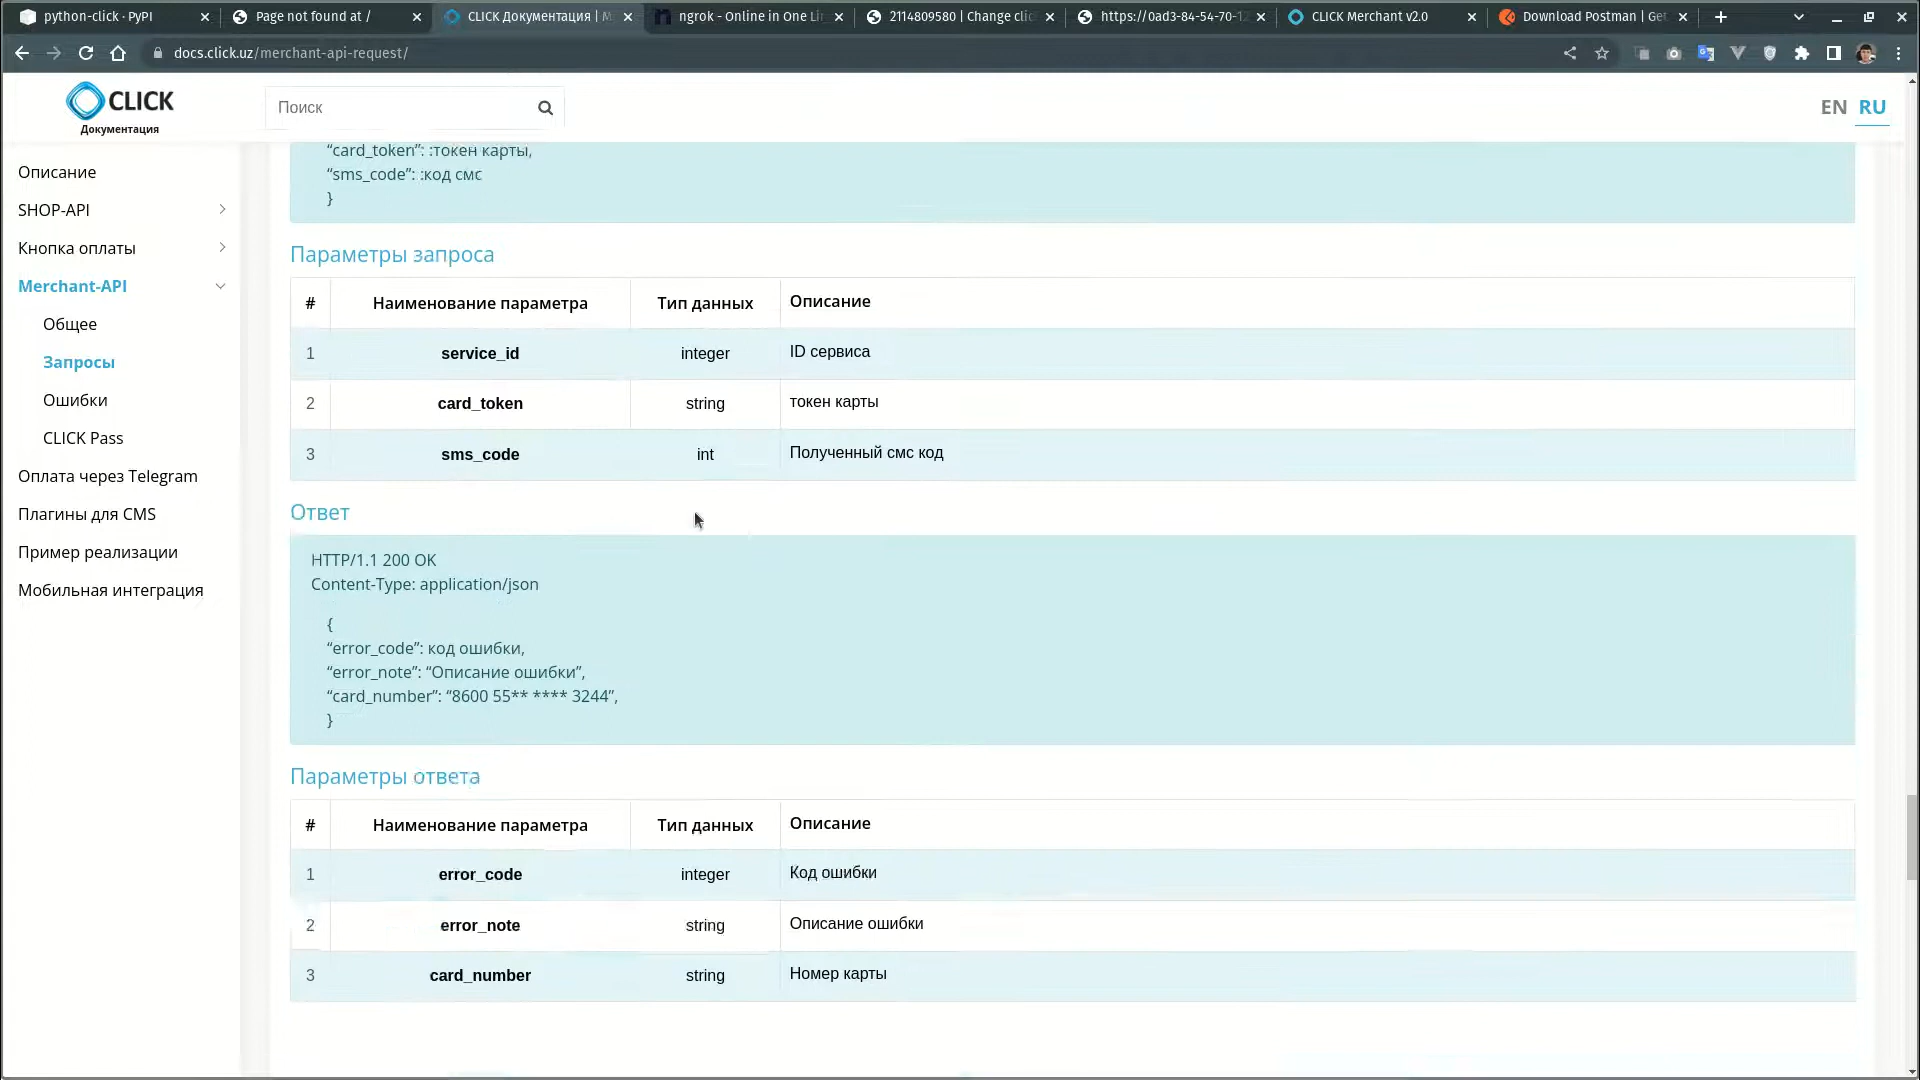 python-click · PyPI
Page not found at /
CLICK Документация | M
ngrok - Online in One Li
2114809580 | Change clic
https://0ad3-84-54-70-1
CLICK Merchant v2.0
Download Postman | Get
docs.click.uz/merchant-api-request/
CLICK
Документация
Поиск
EN RU
Описание
SHOP-API
Кнопка оплаты
Merchant-API
Общее
Запросы
Ошибки
CLICK Pass
Оплата через Telegram
Плагины для CMS
Пример реализации
Мобильная интеграция
“card_token”: :токен карты,
“sms_code”: :код смс
}
Параметры запроса
# Наименование параметра Тип данных Описание
1 service_id integer ID сервиса
2 card_token string токен карты
3 sms_code int Полученный смс код
Ответ
HTTP/1.1 200 OK
Content-Type: application/json
{
“error_code”: код ошибки,
“error_note”: “Описание ошибки”,
“card_number”: “8600 55** **** 3244”,
}
Параметры ответа
# Наименование параметра Тип данных Описание
1 error_code integer Код ошибки
2 error_note string Описание ошибки
3 card_number string Номер карты